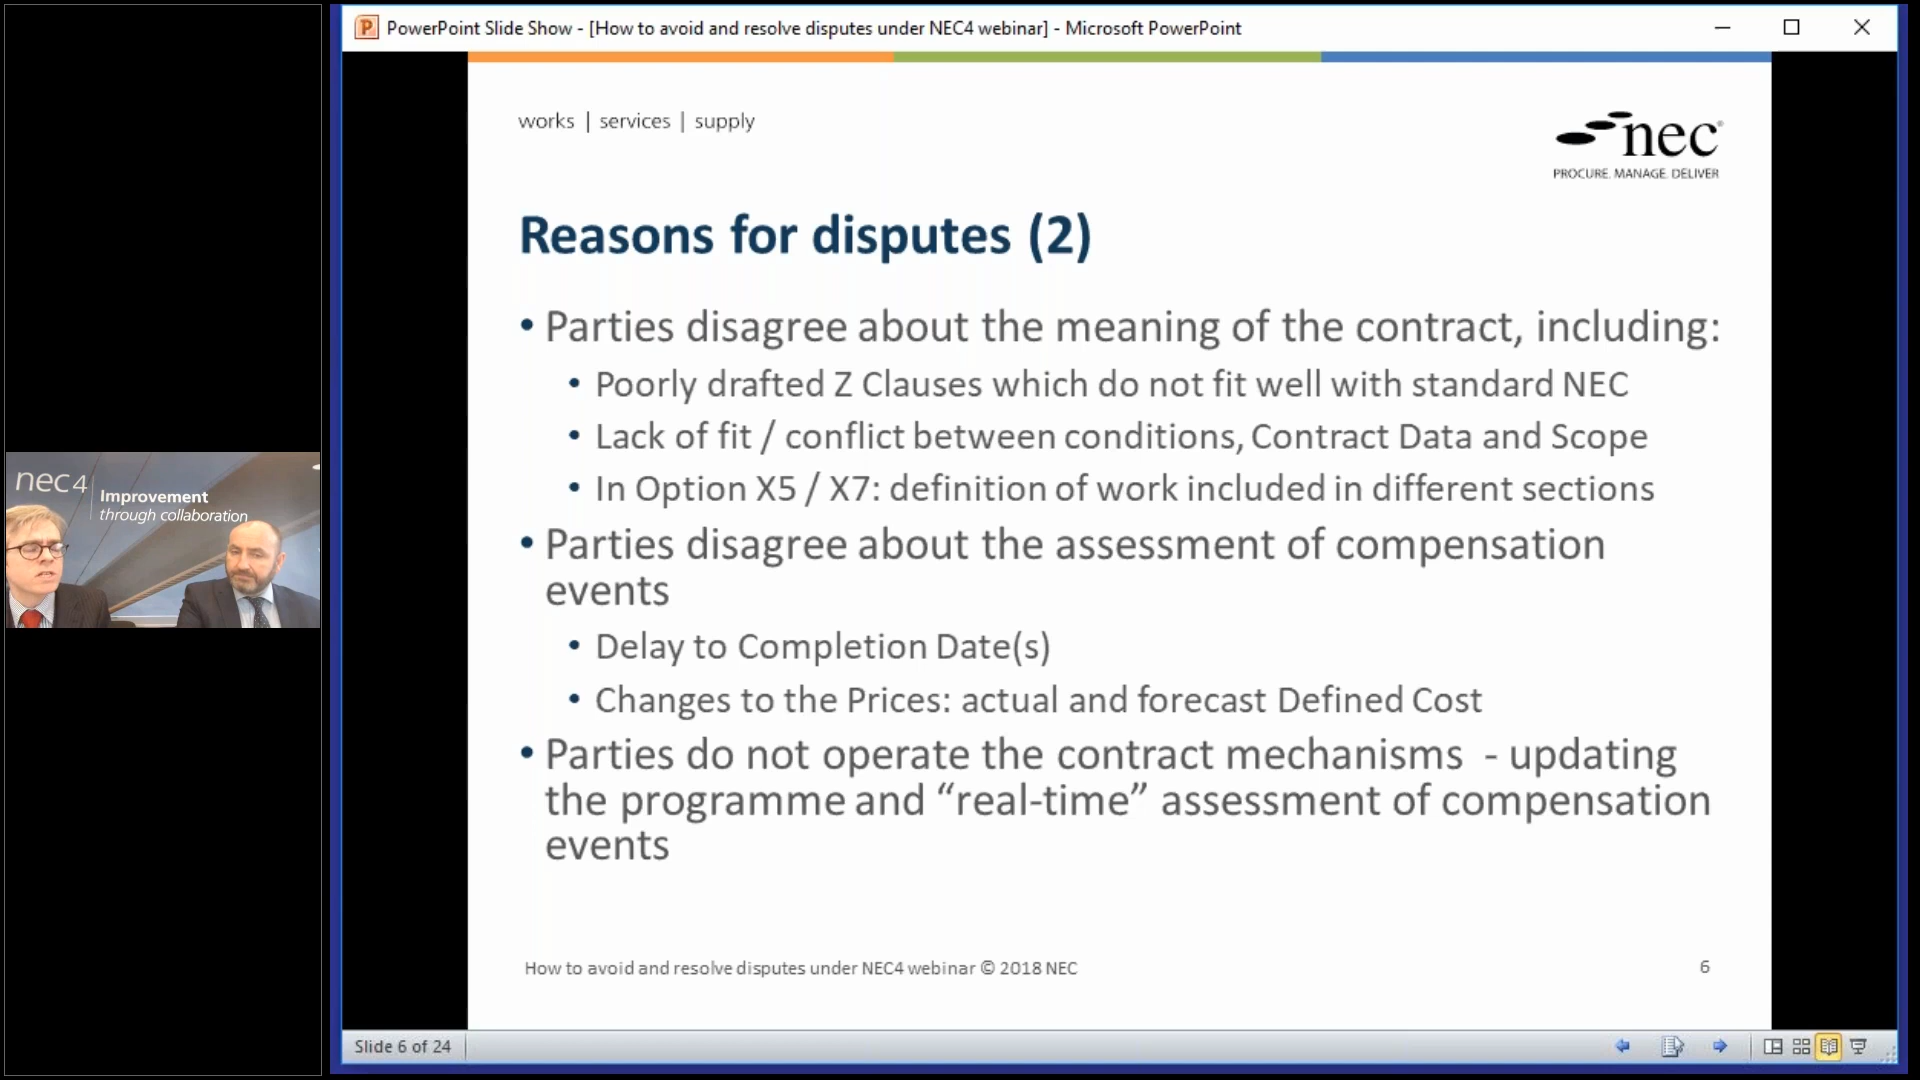 PowerPoint Slide Show - [How to avoid and resolve disputes under NEC4 webinar] - Microsoft PowerPoint
works | services | supply
nec®
PROCURE. MANAGE. DELIVER
Reasons for disputes (2)
• Parties disagree about the meaning of the contract, including:
• Poorly drafted Z Clauses which do not fit well with standard NEC
• Lack of fit / conflict between conditions, Contract Data and Scope
• In Option X5 / X7: definition of work included in different sections
• Parties disagree about the assessment of compensation
events
• Delay to Completion Date(s)
• Changes to the Prices: actual and forecast Defined Cost
• Parties do not operate the contract mechanisms - updating
the programme and “real-time” assessment of compensation
events
How to avoid and resolve disputes under NEC4 webinar © 2018 NEC
6
Slide 6 of 24
nec4
Improvement
through collaboration